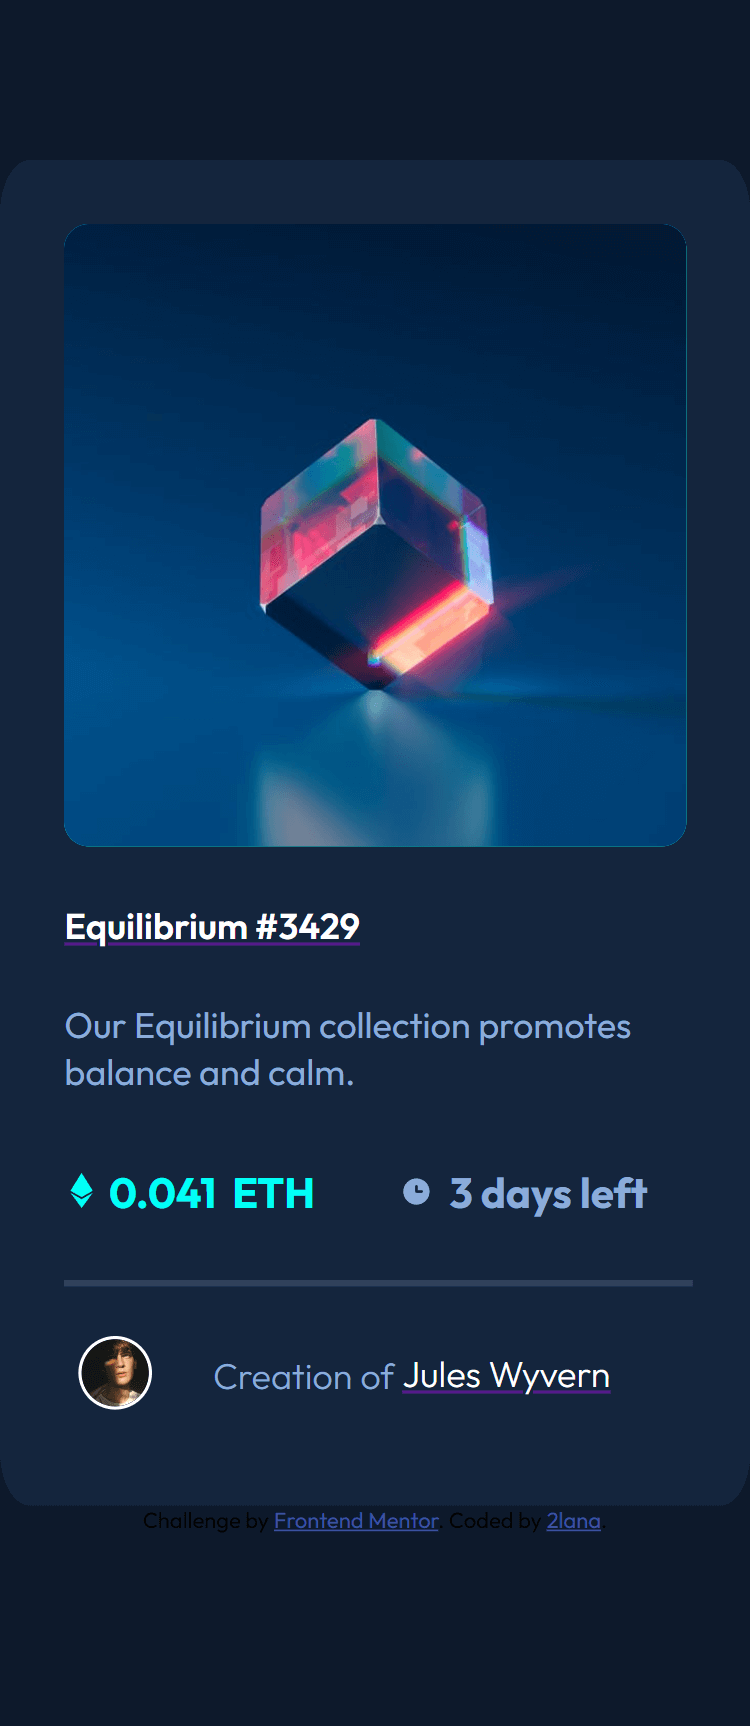 Equilibrium #3429
Our Equilibrium collection promotes
balance and calm.
0.041 ETH
3 days left
Creation of Jules Wyvern
Challenge by Frontend Mentor. Coded by 2lana.